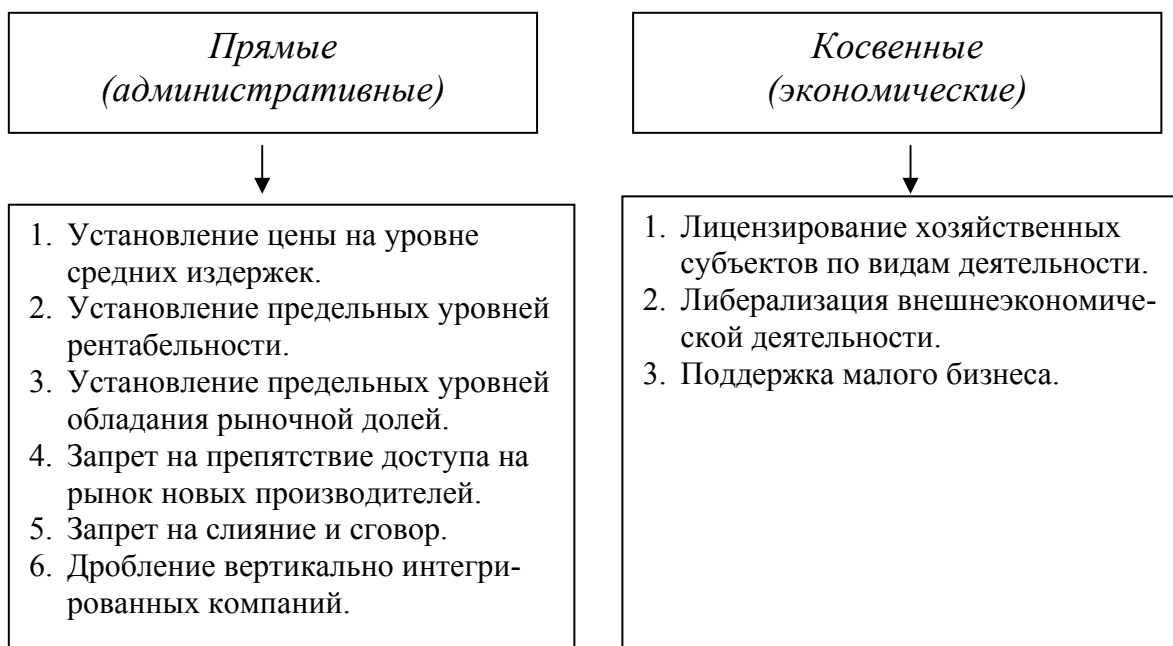 Прямые
(административные)
1. Установление цены на уровне
средних издержек.
2. Установление предельных уровней
рентабельности.
3. Установление предельных уровней
обладания рыночной долей.
4. Запрет на препятствие доступа на
рынок новых производителей.
5. Запрет на слияние и сговор.
6. Дробление вертикально интегри-
рованных компаний.
Косвенные
(экономические)
1. Лицензирование хозяйственных
субъектов по видам деятельности.
2. Либерализация внешнеэкономиче-
ской деятельности.
3. Поддержка малого бизнеса.